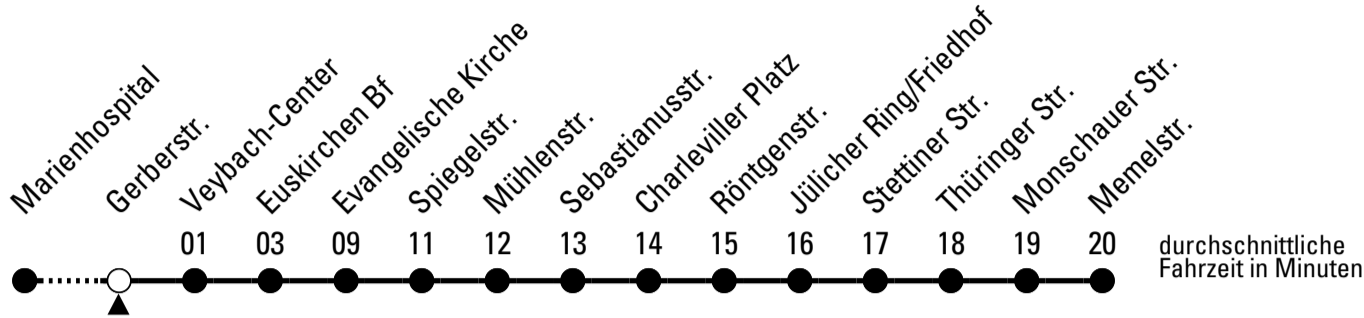 Marienhospital
Gerberstr.
Veybach-Center
Euskirchen Bf
Evangelische Kirche
Spiegelstr.
Mühlenstr.
Sebastianusstr.
Charleviller Platz
Röntgenstr.
Jülicher Ring/Friedhof
Stettiner Str.
Thüringer Str.
Monschauer Str.
Memelstr.
01 03 09 11 12 13 14 15 16 17 18 19 20
durchschnittliche
Fahrzeit in Minuten